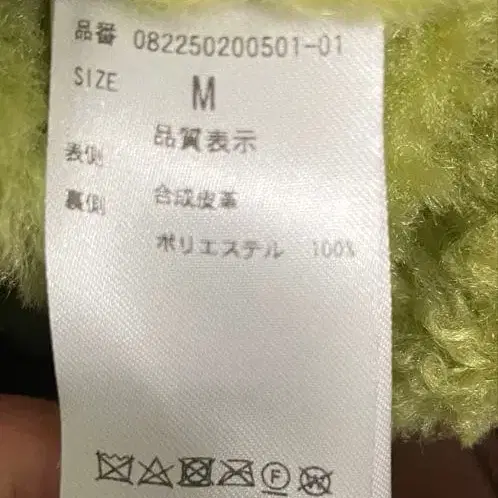 品番 082250200501-01
SIZE M
品質表示
表側 合成皮革
裏側 ポリエステル 100%
F
W